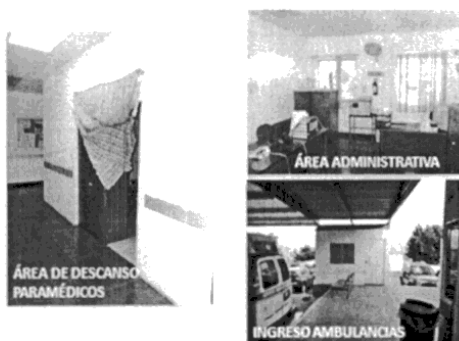 ÁREA DE DESCANSO
PARAMÉDICOS
ÁREA ADMINISTRATIVA
INGRESO AMBULANCIAS